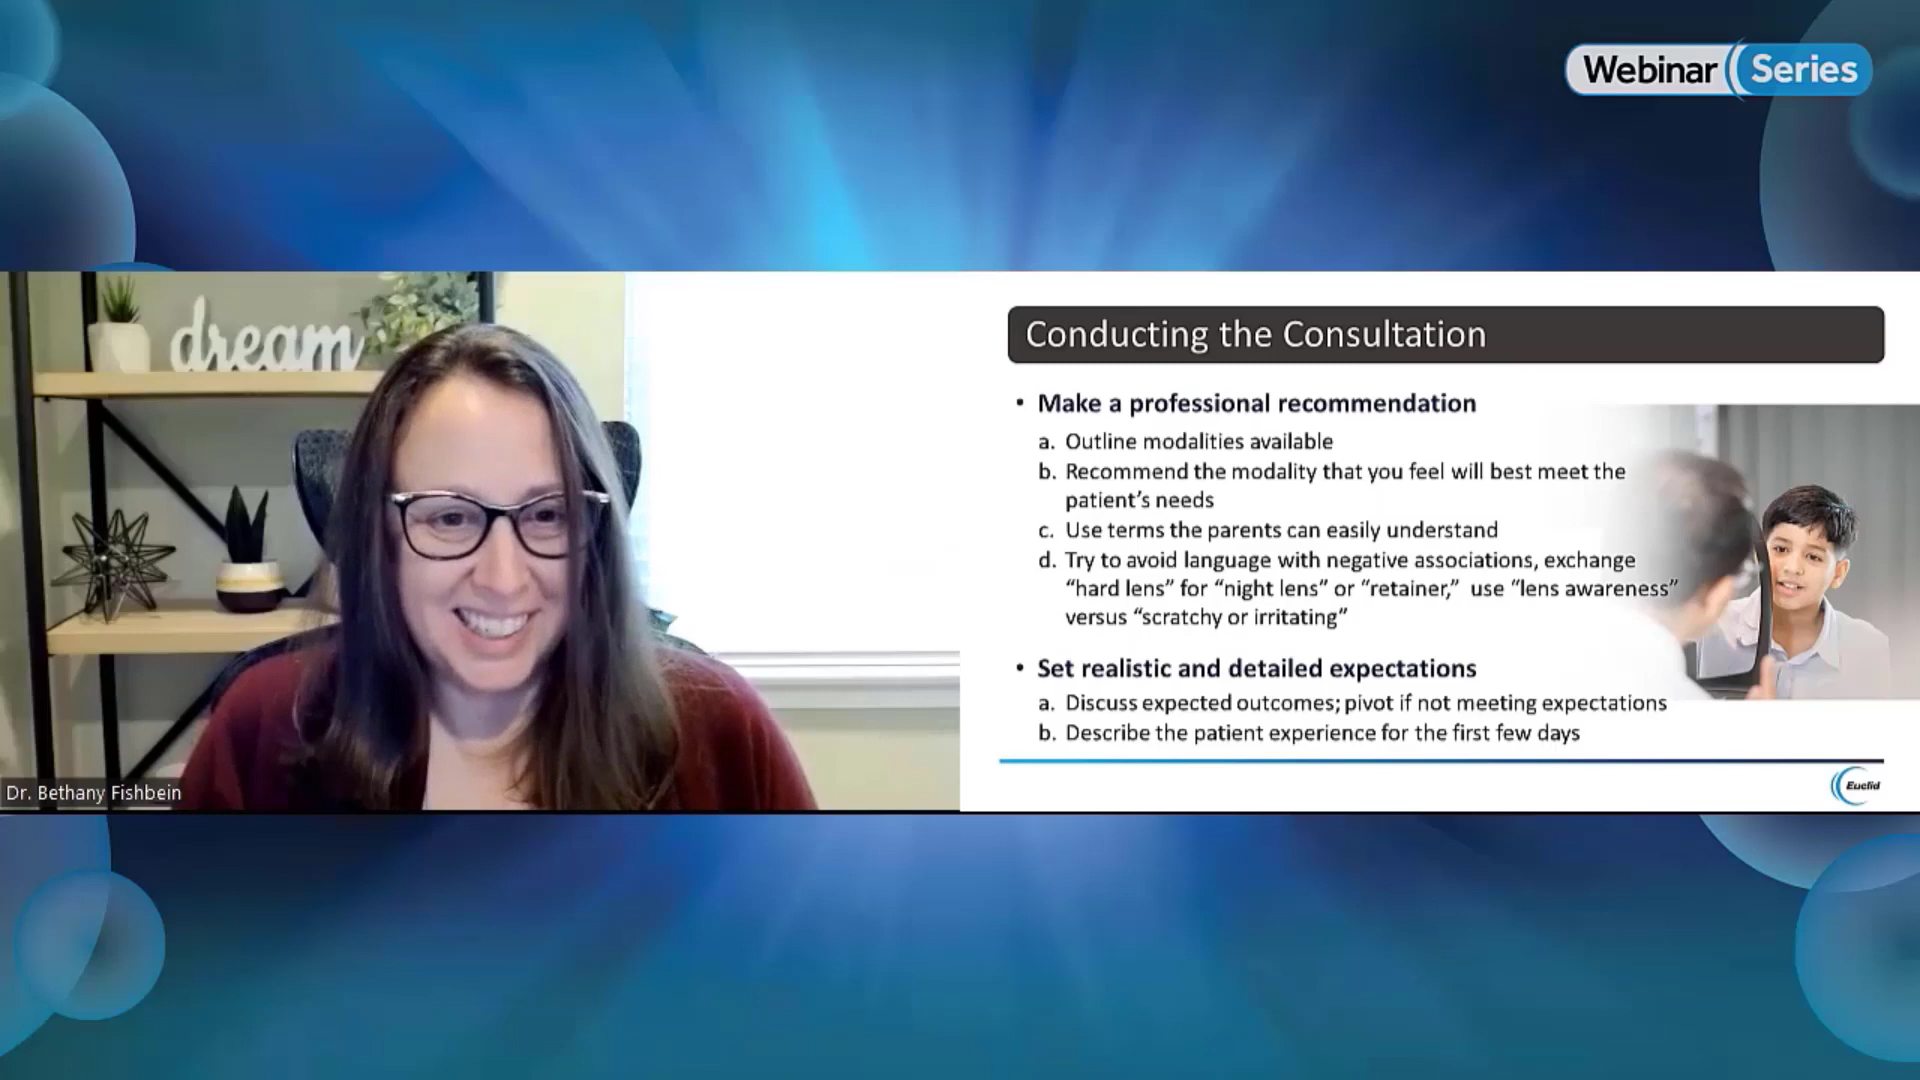 Webinar Series
dream
Conducting the Consultation
• Make a professional recommendation
a. Outline modalities available
b. Recommend the modality that you feel will best meet the
patient’s needs
c. Use terms the parents can easily understand
d. Try to avoid language with negative associations, exchange
“hard lens” for “night lens” or “retainer,” use “lens awareness”
versus “scratchy or irritating”
• Set realistic and detailed expectations
a. Discuss expected outcomes; pivot if not meeting expectations
b. Describe the patient experience for the first few days
Dr. Bethany Fishbein
Euclid